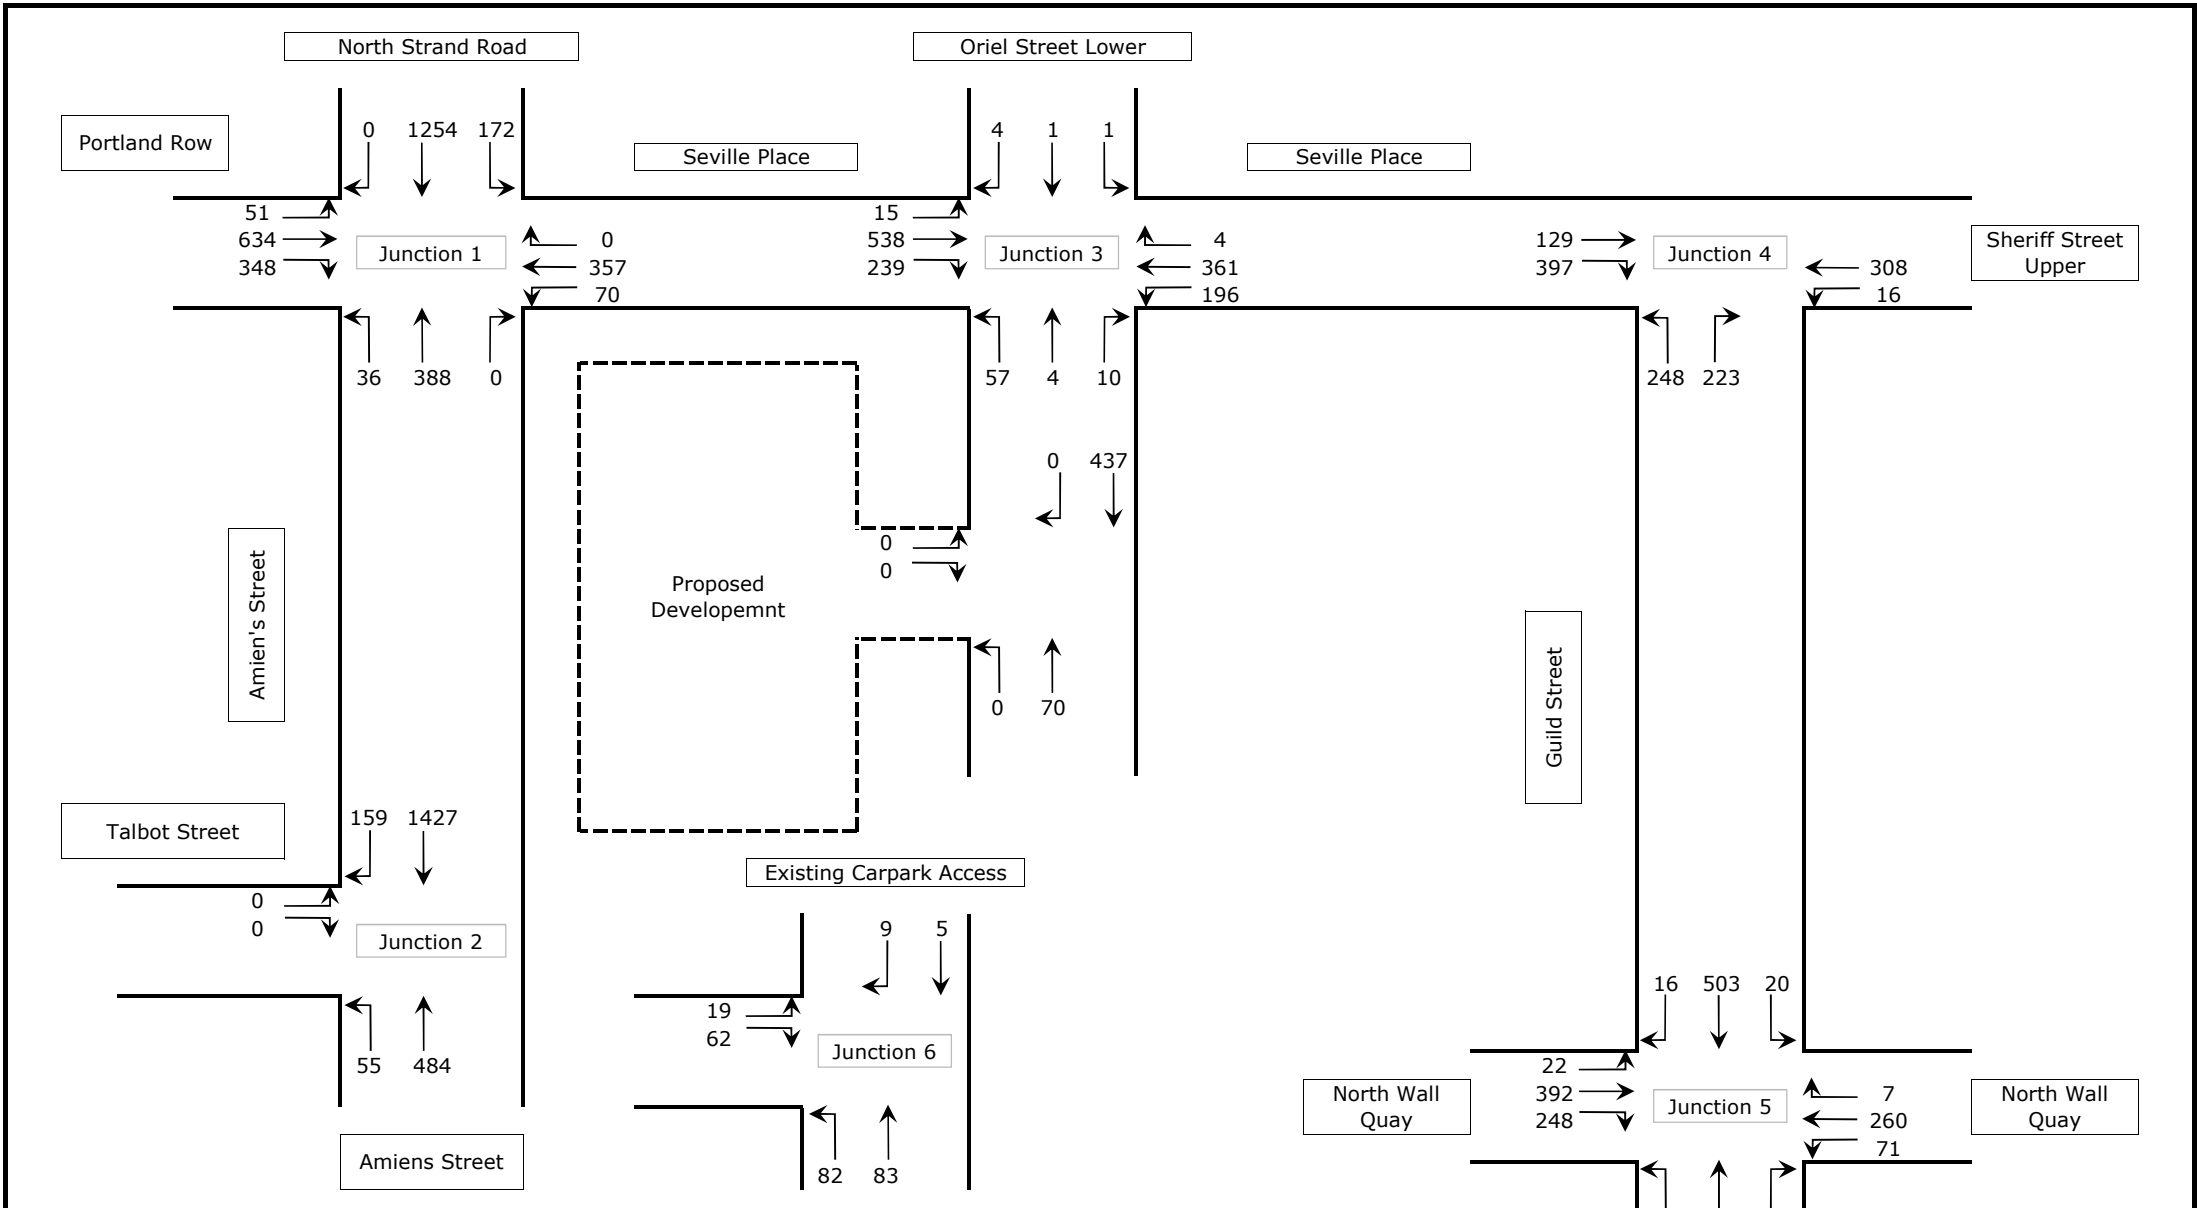 North Strand Road
Oriel Street Lower
Portland Row
0 1254 172
Seville Place
4 1 1
Seville Place
51
634
348
Junction 1
0
357
70
15
538
239
Junction 3
4
361
196
129
397
Junction 4
308
16
Sheriff Street
Upper
36 388 0
57 4 10
248 223
0 437
0
0
Proposed
Developemnt
Amien's Street
Guild Street
0 70
Talbot Street
159 1427
Existing Carpark Access
0
0
Junction 2
9 5
55 484
19
62
Junction 6
82 83
Amiens Street
16 503 20
North Wall
Quay
22
392
248
Junction 5
7
260
71
North Wall
Quay